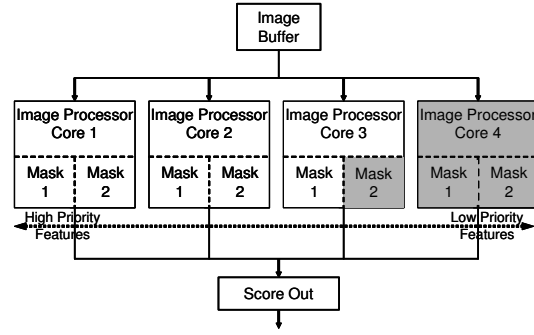 Image
Buffer
Image Processor
Core 1
Image Processor
Core 2
Image Processor
Core 3
Image Processor
Core 4
Mask
1
Mask
2
Mask
1
Mask
2
Mask
1
Mask
2
Mask
1
Mask
2
High Priority
Features
Low Priority
Features
Score Out